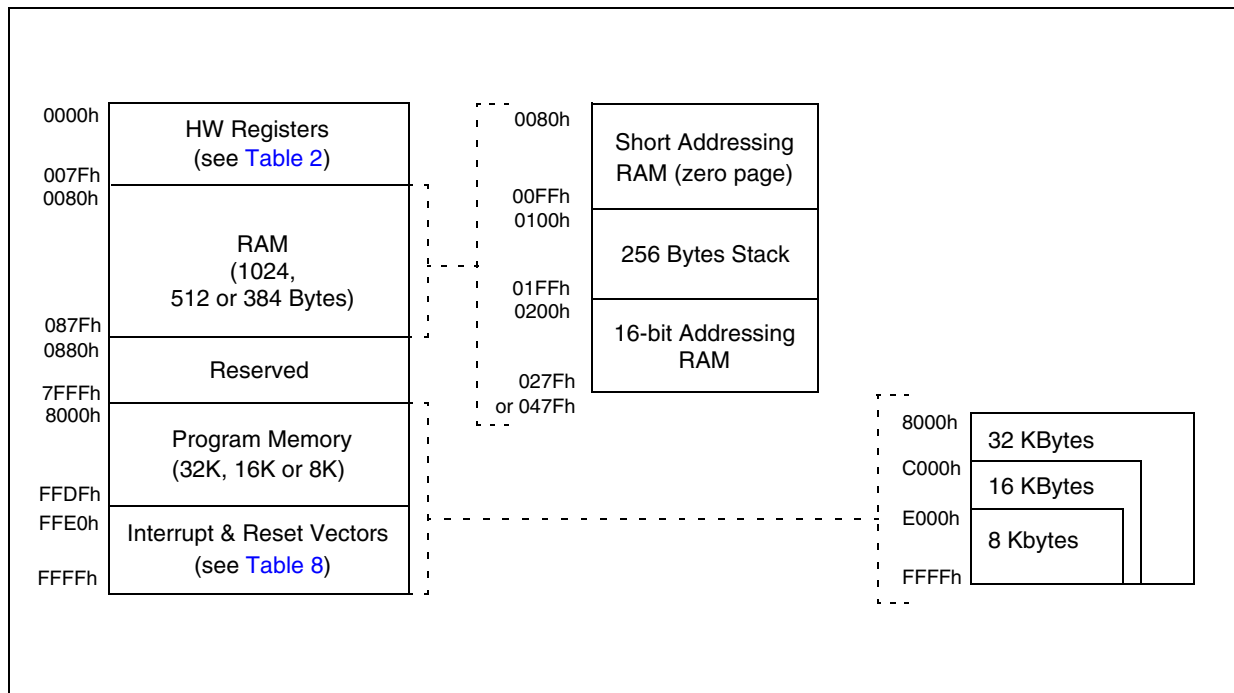 0000h
HW Registers
(see Table 2)
007Fh
0080h
RAM
(1024,
512 or 384 Bytes)
087Fh
0880h
Reserved
7FFFh
8000h
Program Memory
(32K, 16K or 8K)
FFDFh
FFE0h
Interrupt & Reset Vectors
(see Table 8)
FFFFh
0080h
Short Addressing
RAM (zero page)
00FFh
0100h
256 Bytes Stack
01FFh
0200h
16-bit Addressing
RAM
027Fh
or 047Fh
8000h
32 KBytes
C000h
16 KBytes
E000h
8 Kbytes
FFFFh